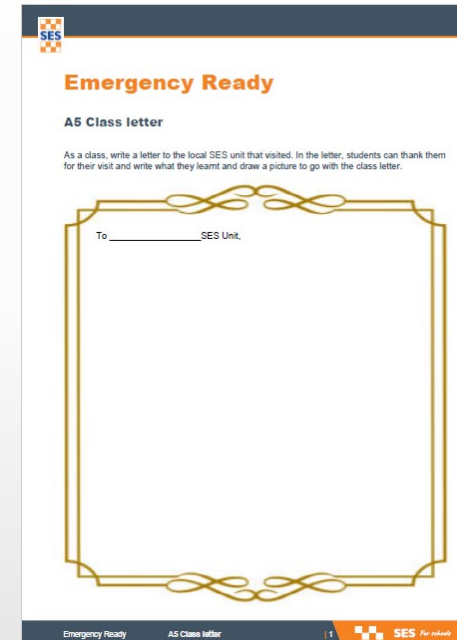 SES
Emergency Ready
A5 Class letter
As a class, write a letter to the local SES unit that visited. In the letter, students can thank them
for their visit and write what they learnt and draw a picture to go with the class letter.
To __________________SES Unit,
Emergency Ready A5 Class letter | 1 SES For schools